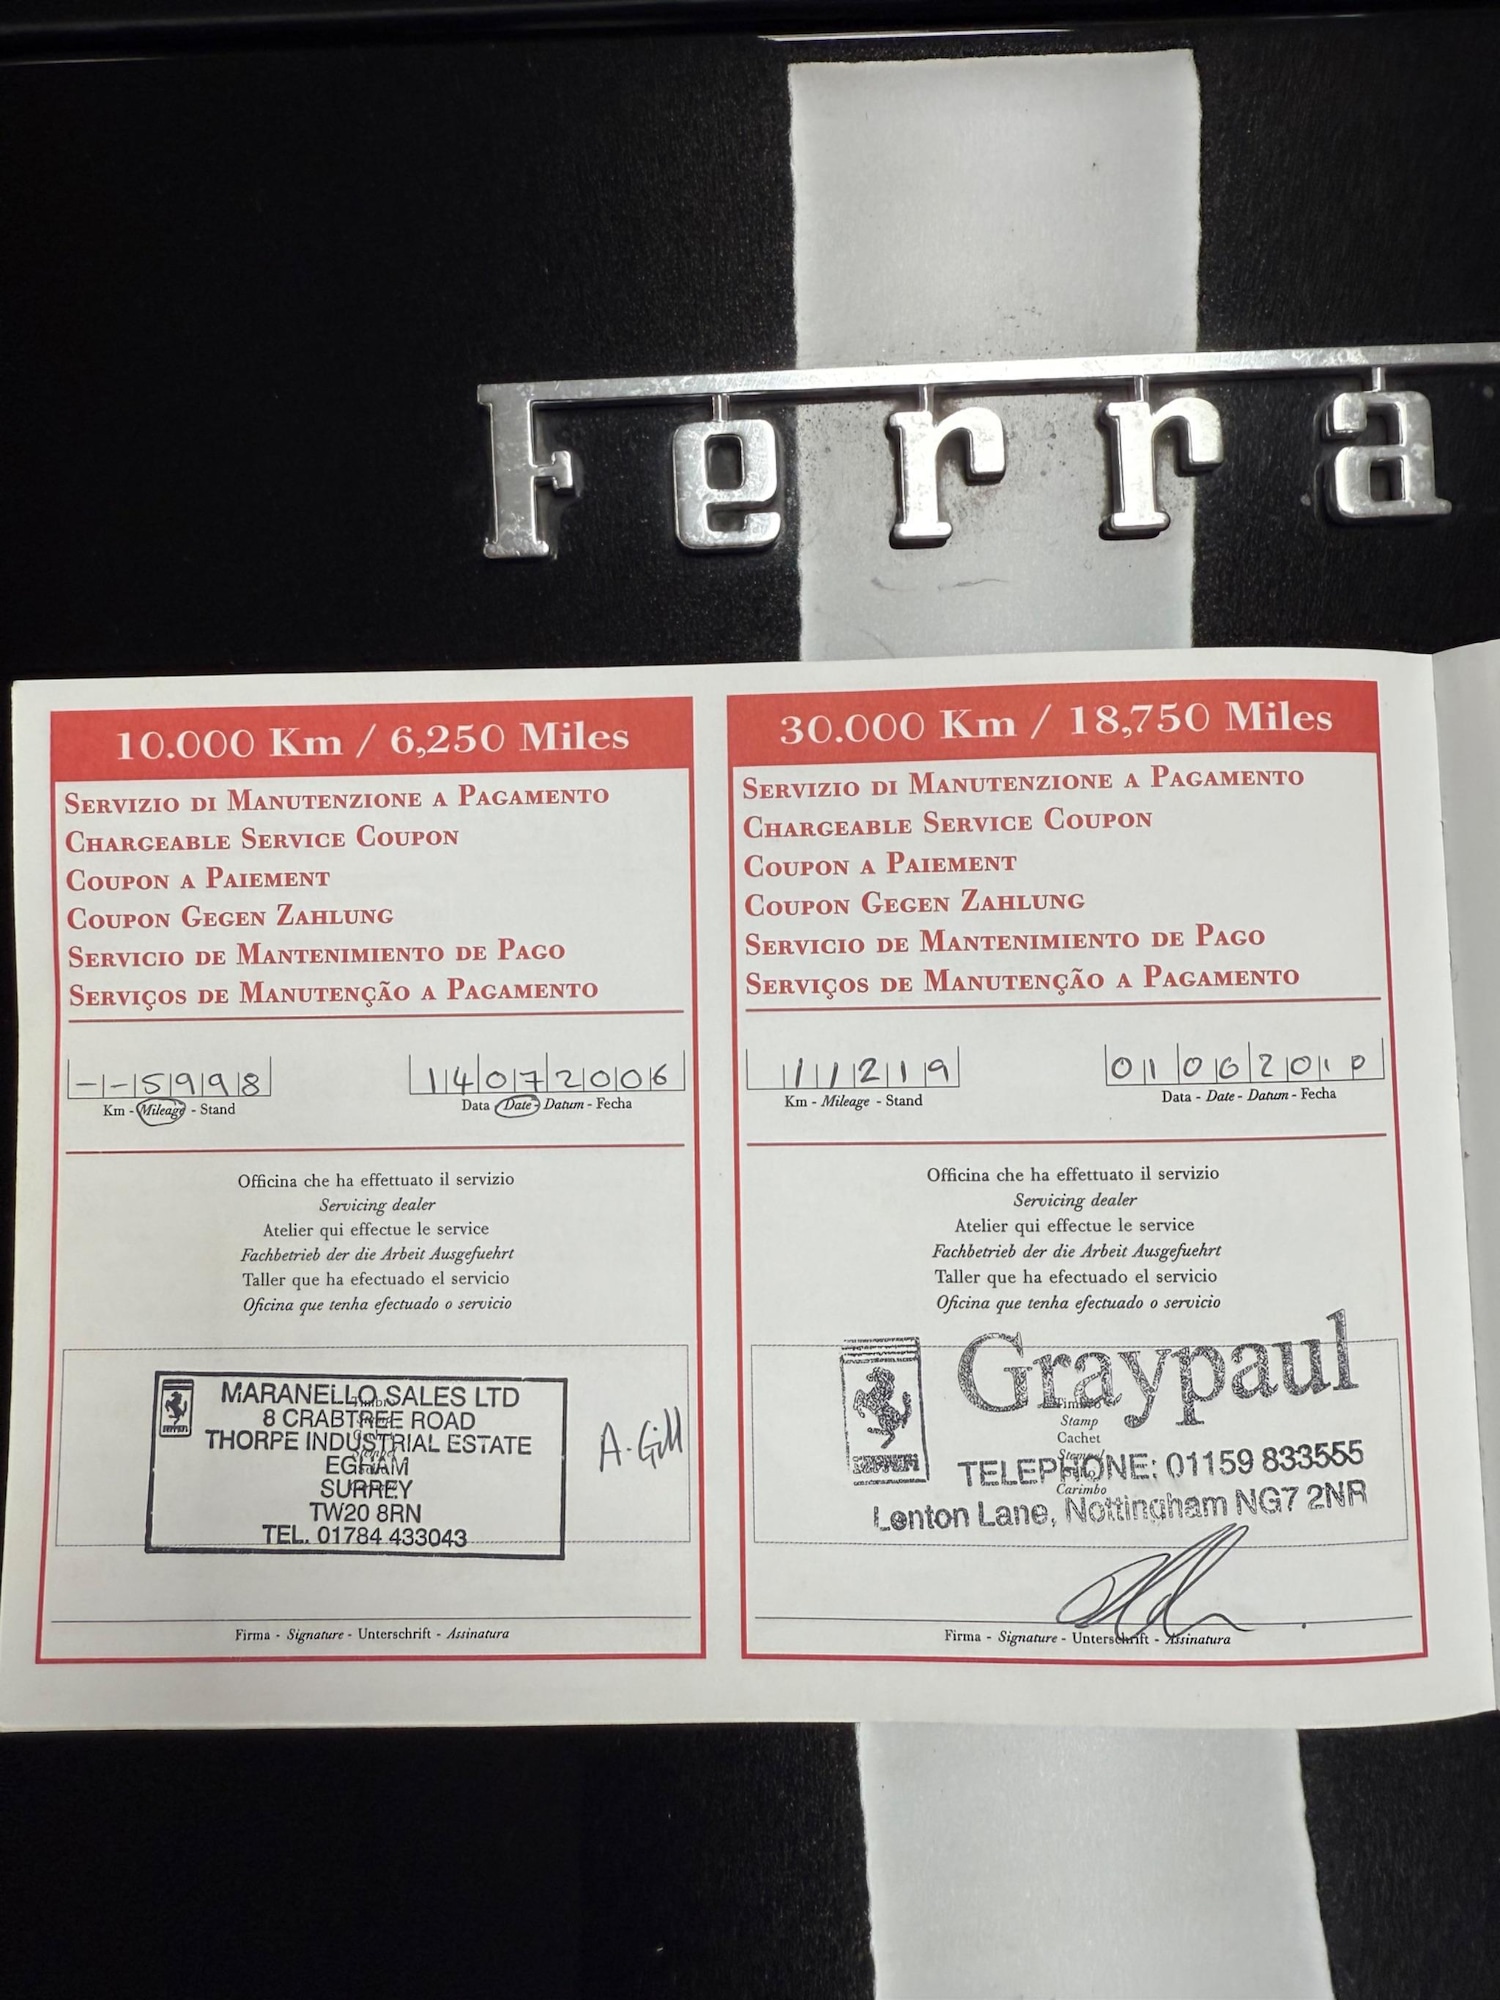 Ferra
10.000 Km / 6,250 Miles
Servizio di Manutenzione a Pagamento
Chargeable Service Coupon
Coupon a Paiement
Coupon Gegen Zahlung
Servicio de Mantenimiento de Pago
Serviços de Manutenção a Pagamento
--5998
14072006
Km - Mileage - Stand
Data - Date - Datum - Fecha
Officina che ha effettuato il servizio
Servicing dealer
Atelier qui effectue le service
Fachbetrieb der die Arbeit Ausgefuehrt
Taller que ha efectuado el servicio
Oficina que tenha efectuado o servicio
MARANELLO SALES LTD
8 CRABTREE ROAD
THORPE INDUSTRIAL ESTATE
EGHAM
SURREY
TW20 8RN
TEL. 01784 433043
Ferrari
A. Gill
Firma - Signature - Unterschrift - Assinatura
30.000 Km / 18,750 Miles
Servizio di Manutenzione a Pagamento
Chargeable Service Coupon
Coupon a Paiement
Coupon Gegen Zahlung
Servicio de Mantenimiento de Pago
Serviços de Manutenção a Pagamento
11219
01062010
Km - Mileage - Stand
Data - Date - Datum - Fecha
Officina che ha effettuato il servizio
Servicing dealer
Atelier qui effectue le service
Fachbetrieb der die Arbeit Ausgefuehrt
Taller que ha efectuado el servicio
Oficina que tenha efectuado o servicio
Graypaul
Ferrari
Timbro
Stamp
Cachet
Stempel
Carimbo
TELEPHONE: 01159 833555
Lenton Lane, Nottingham NG7 2NR
Firma - Signature - Unterschrift - Assinatura